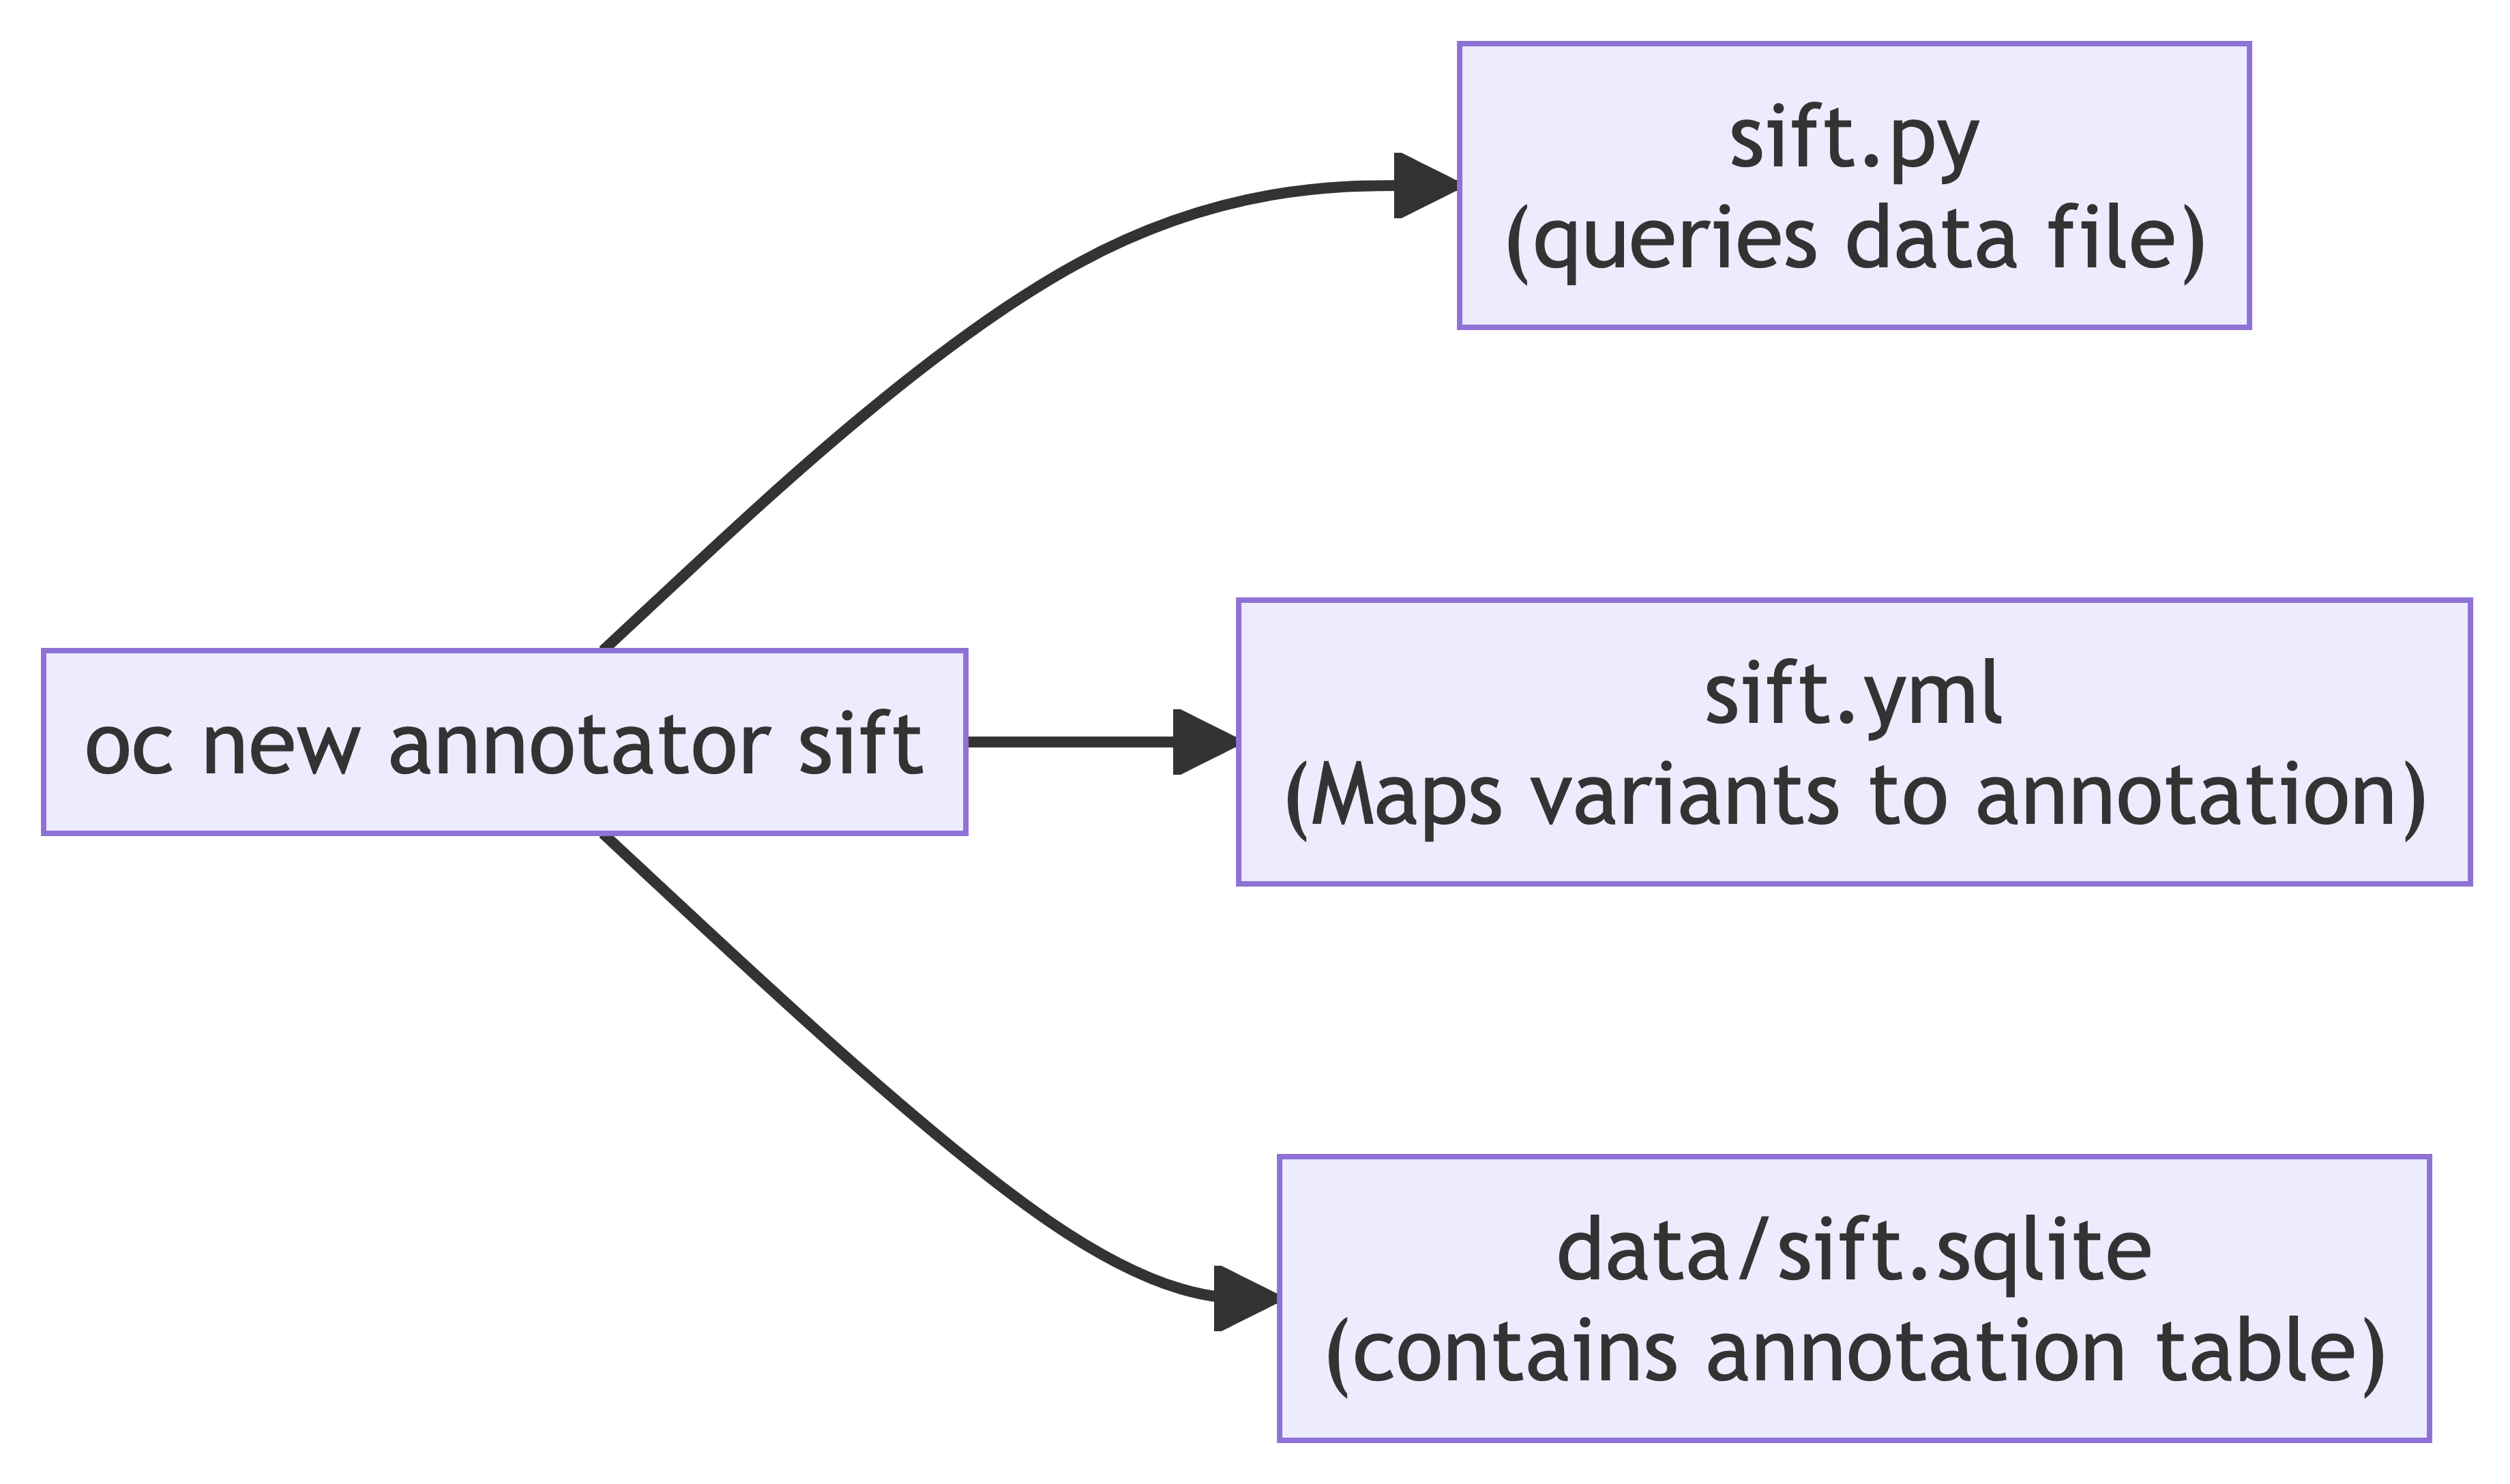 sift.py
(queries data file)
oc new annotator sift
sift.yml
(Maps variants to annotation)
data/sift.sqlite
(contains annotation table)